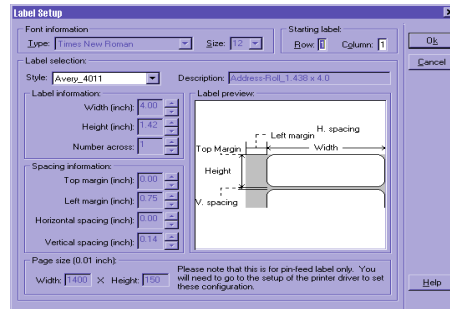 Label Setup
Font information
Type: Times New Roman Size: 12
Starting label:
Row: 1 Column: 1
Ok
Cancel
Label selection:
Style: Avery_4011 Description: Address-Roll_1.438 x 4.0
Label information:
Width (inch): 4.00
Height (inch): 1.42
Number across: 1
Spacing information:
Top margin (inch): 0.00
Left margin (inch): 0.75
Horizontal spacing (inch): 0.00
Vertical spacing (inch): 0.14
Label preview:
H. spacing
Left margin
Top Margin Width
Height
V. spacing
Page size (0.01 inch):
Width: 1400 X Height: 150
Please note that this is for pin-feed label only. You
will need to go to the setup of the printer driver to set
these configuration.
Help